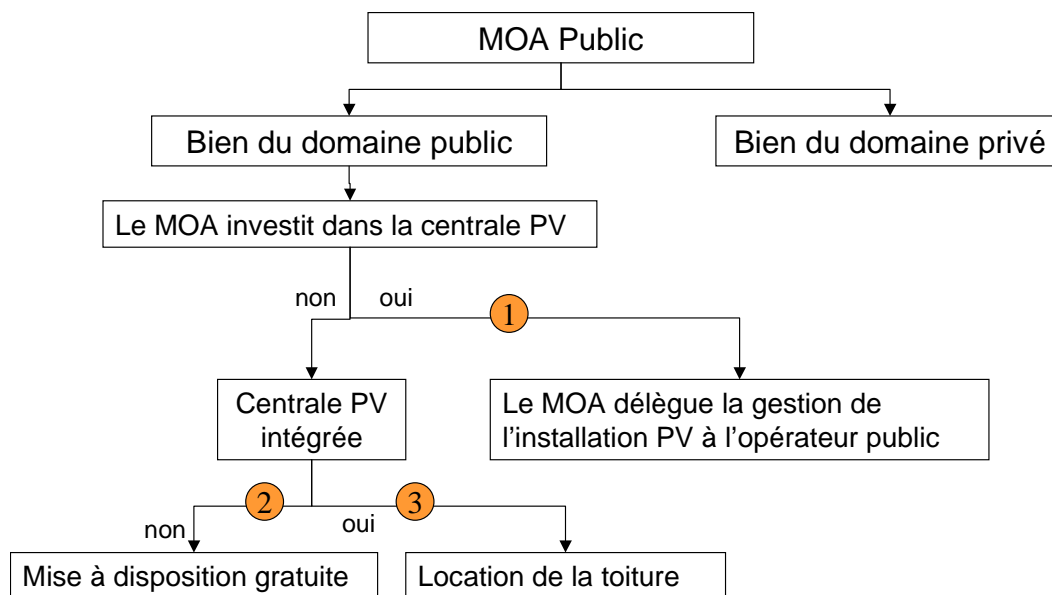 MOA Public
Bien du domaine public
Bien du domaine privé
Le MOA investit dans la centrale PV
non
oui
1
Centrale PV
intégrée
Le MOA délègue la gestion de
l'installation PV à l'opérateur public
2
3
non
oui
Mise à disposition gratuite
Location de la toiture